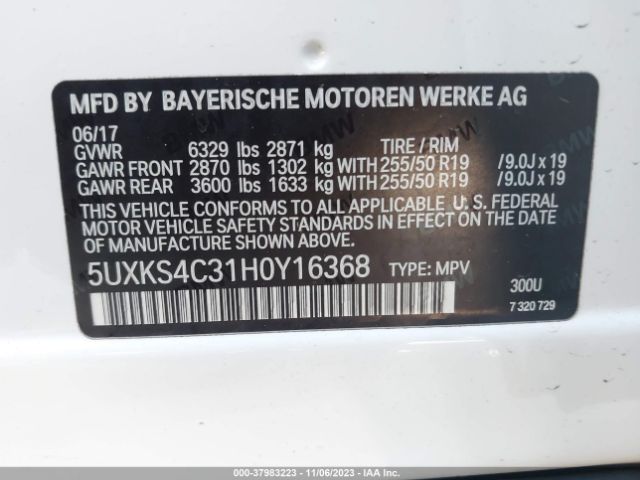 MFD BY BAYERISCHE MOTOREN WERKE AG
06/17
GVWR 6329 lbs 2871 kg TIRE / RIM
GAWR FRONT 2870 lbs 1302 kg WITH 255/50 R19 / 9.0J x 19
GAWR REAR 3600 lbs 1633 kg WITH 255/50 R19 / 9.0J x 19
THIS VEHICLE CONFORMS TO ALL APPLICABLE U. S. FEDERAL
MOTOR VEHICLE SAFETY STANDARDS IN EFFECT ON THE DATE
OF MANUFACTURE SHOWN ABOVE.
5UXKS4C31H0Y16368 TYPE: MPV
300U
7 320 729
STOCK#: 37983223 - 11/06/2023 - IAA Inc.